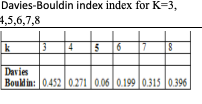 Davies-Bouldin index index for K=3,
4,5,6,7,8
k 3 4 5 6 7 8
Davies
Bouldin: 0.452 0.271 0.06 0.199 0.315 0.396